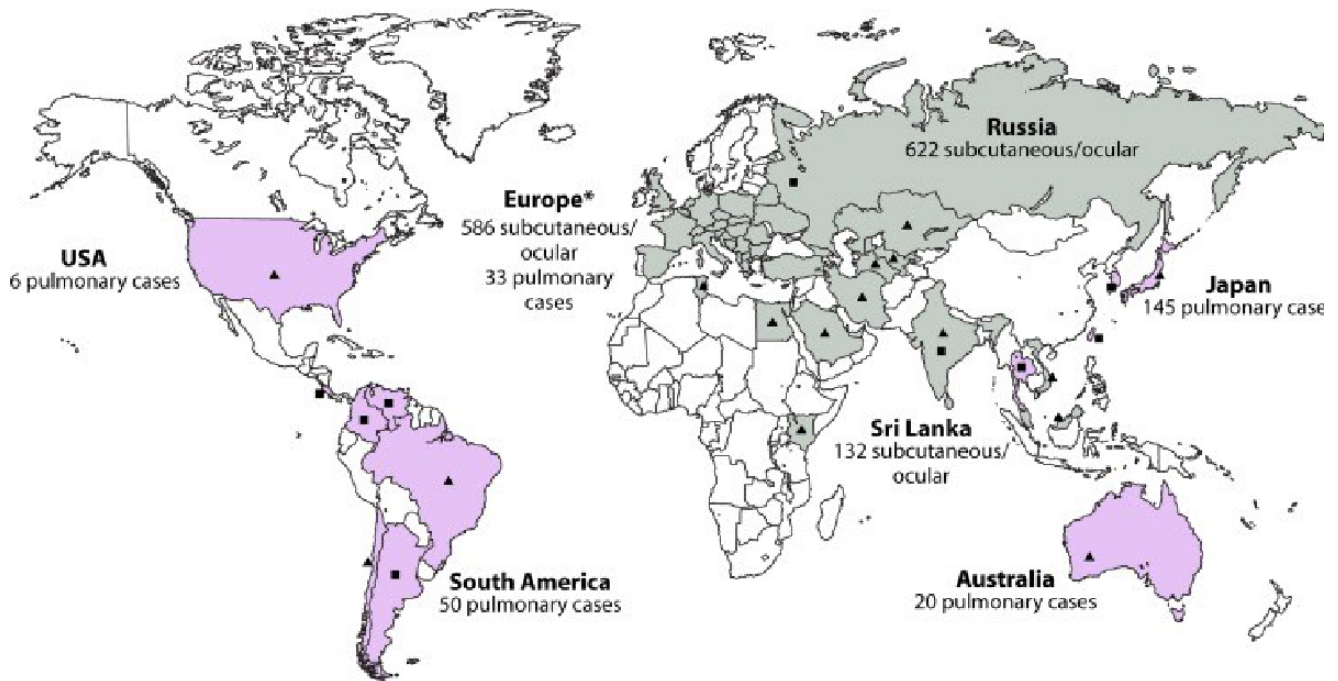 Russia
622 subcutaneous/ocular
Europe*
586 subcutaneous/
ocular
33 pulmonary
cases
USA
6 pulmonary cases
Japan
145 pulmonary case
Sri Lanka
132 subcutaneous/
ocular
South America
50 pulmonary cases
Australia
20 pulmonary cases